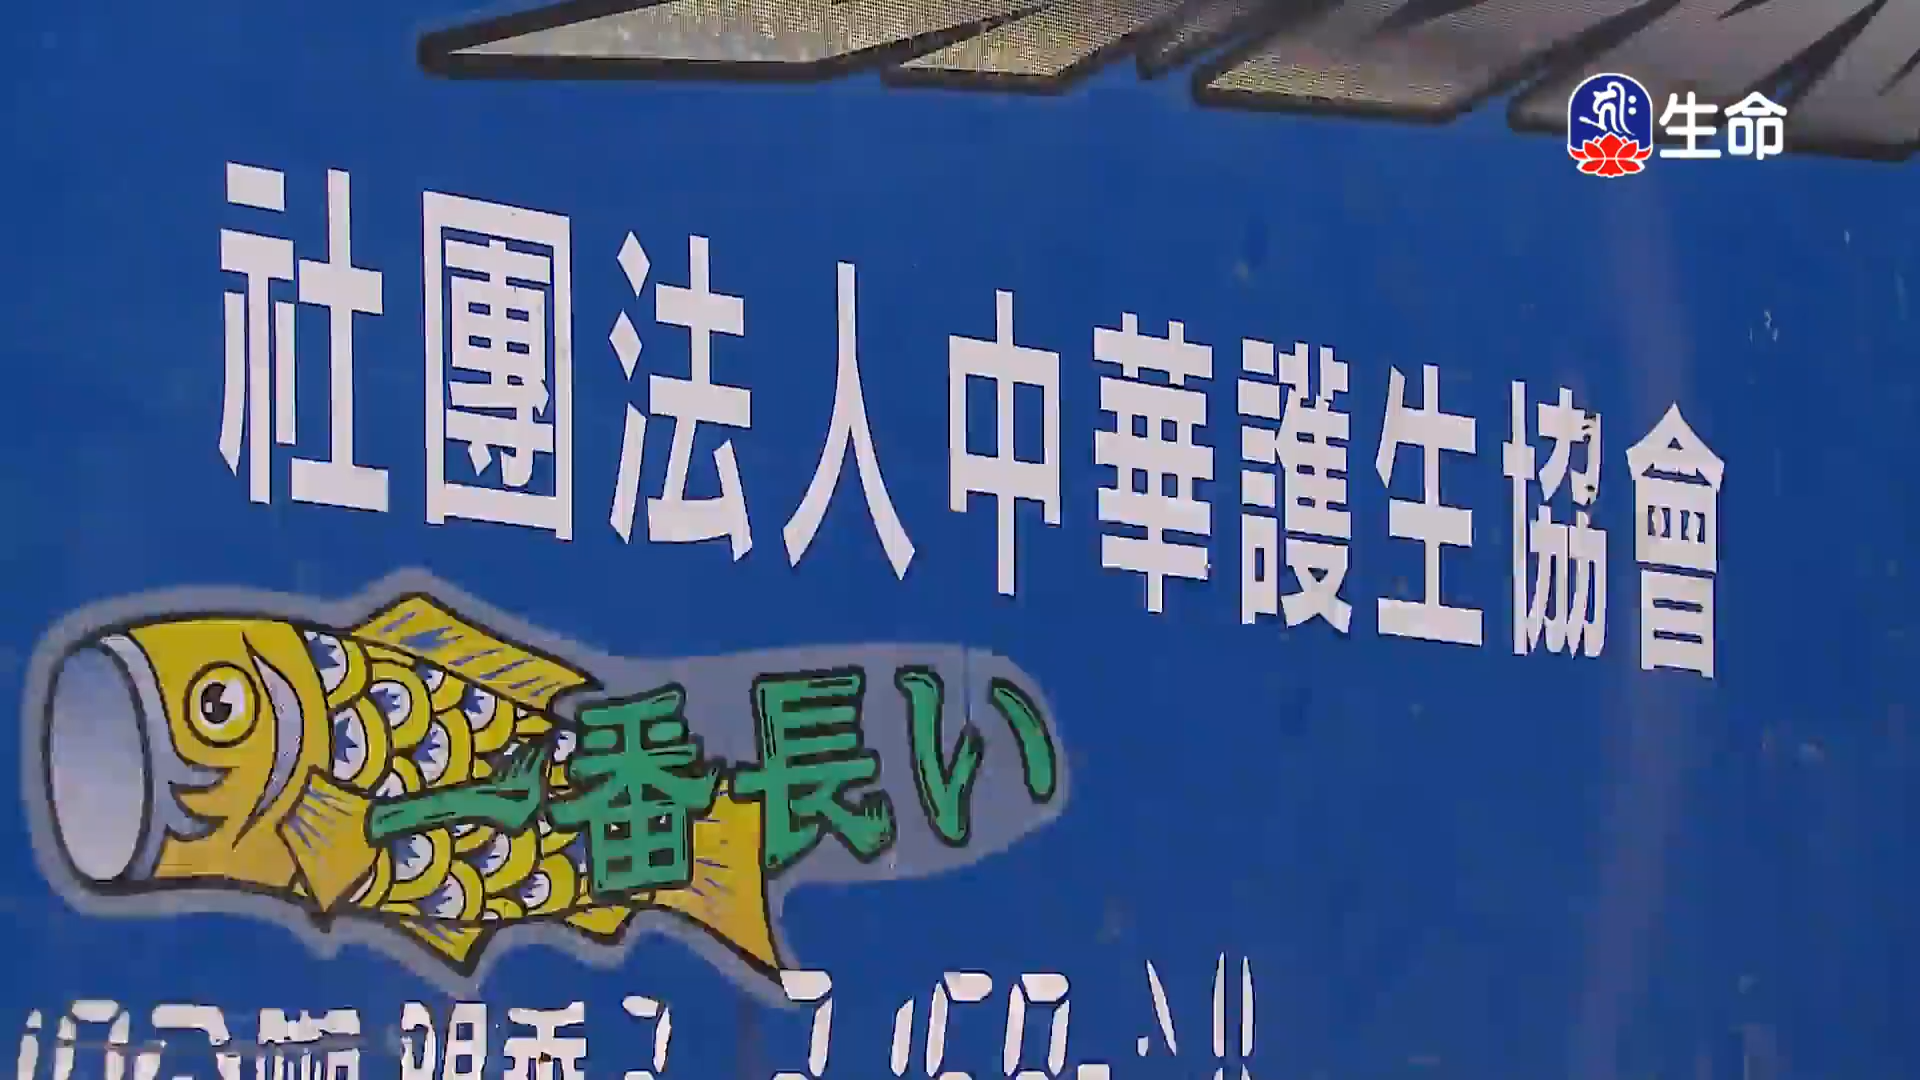 生命
社團法人中華護生協會
一番長い